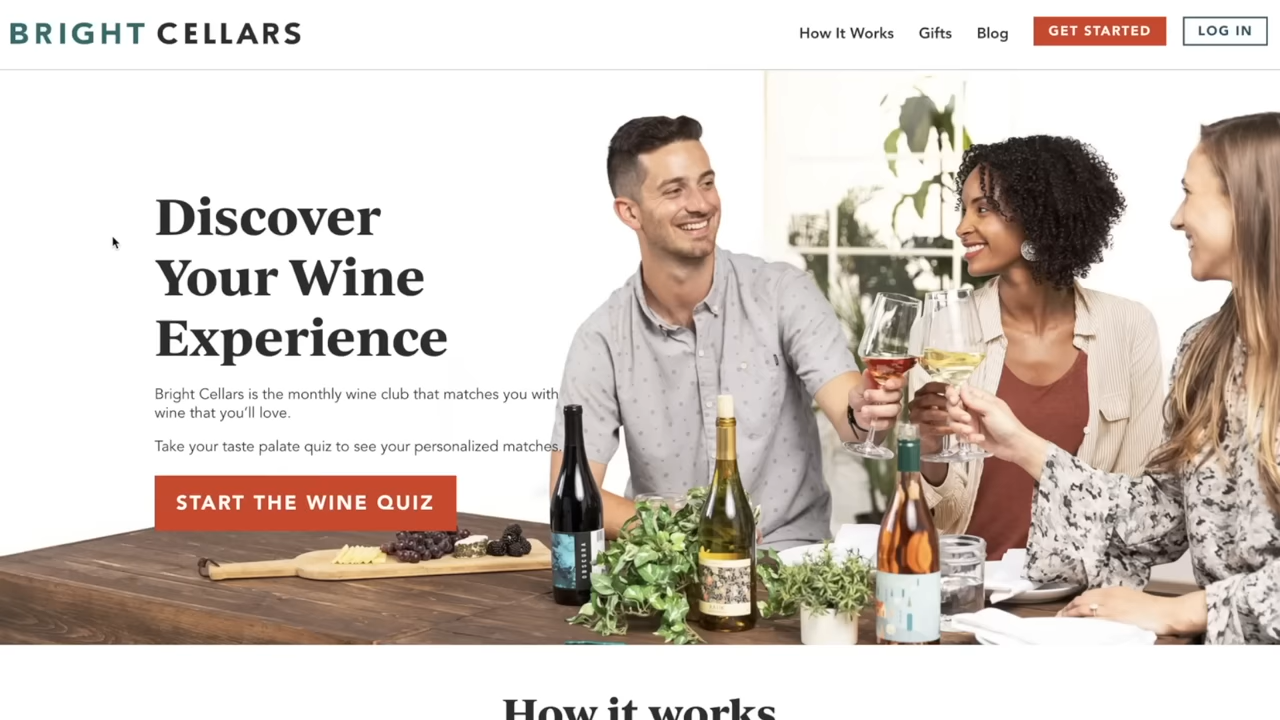 BRIGHT CELLARS
How It Works
Gifts
Blog
GET STARTED
LOG IN
Discover
Your Wine
Experience
Bright Cellars is the monthly wine club that matches you with
wine that you'll love.
Take your taste palate quiz to see your personalized matches.
START THE WINE QUIZ
OBSCURA
How it works